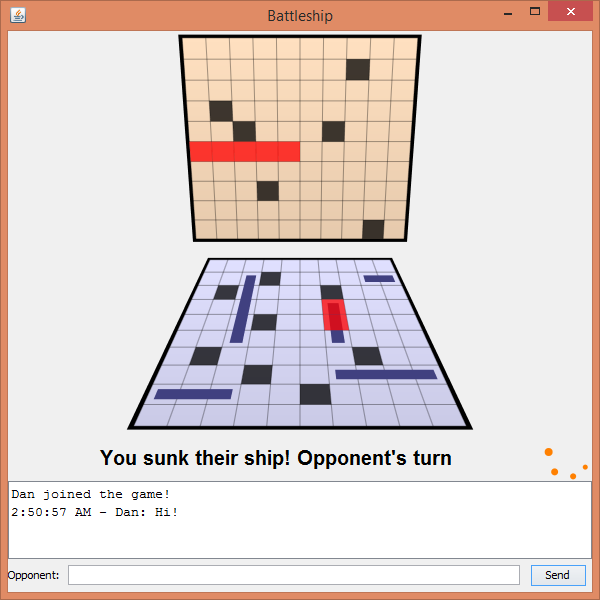 Battleship
You sunk their ship! Opponent's turn
Dan joined the game!
2:50:57 AM - Dan: Hi!
Opponent:
Send